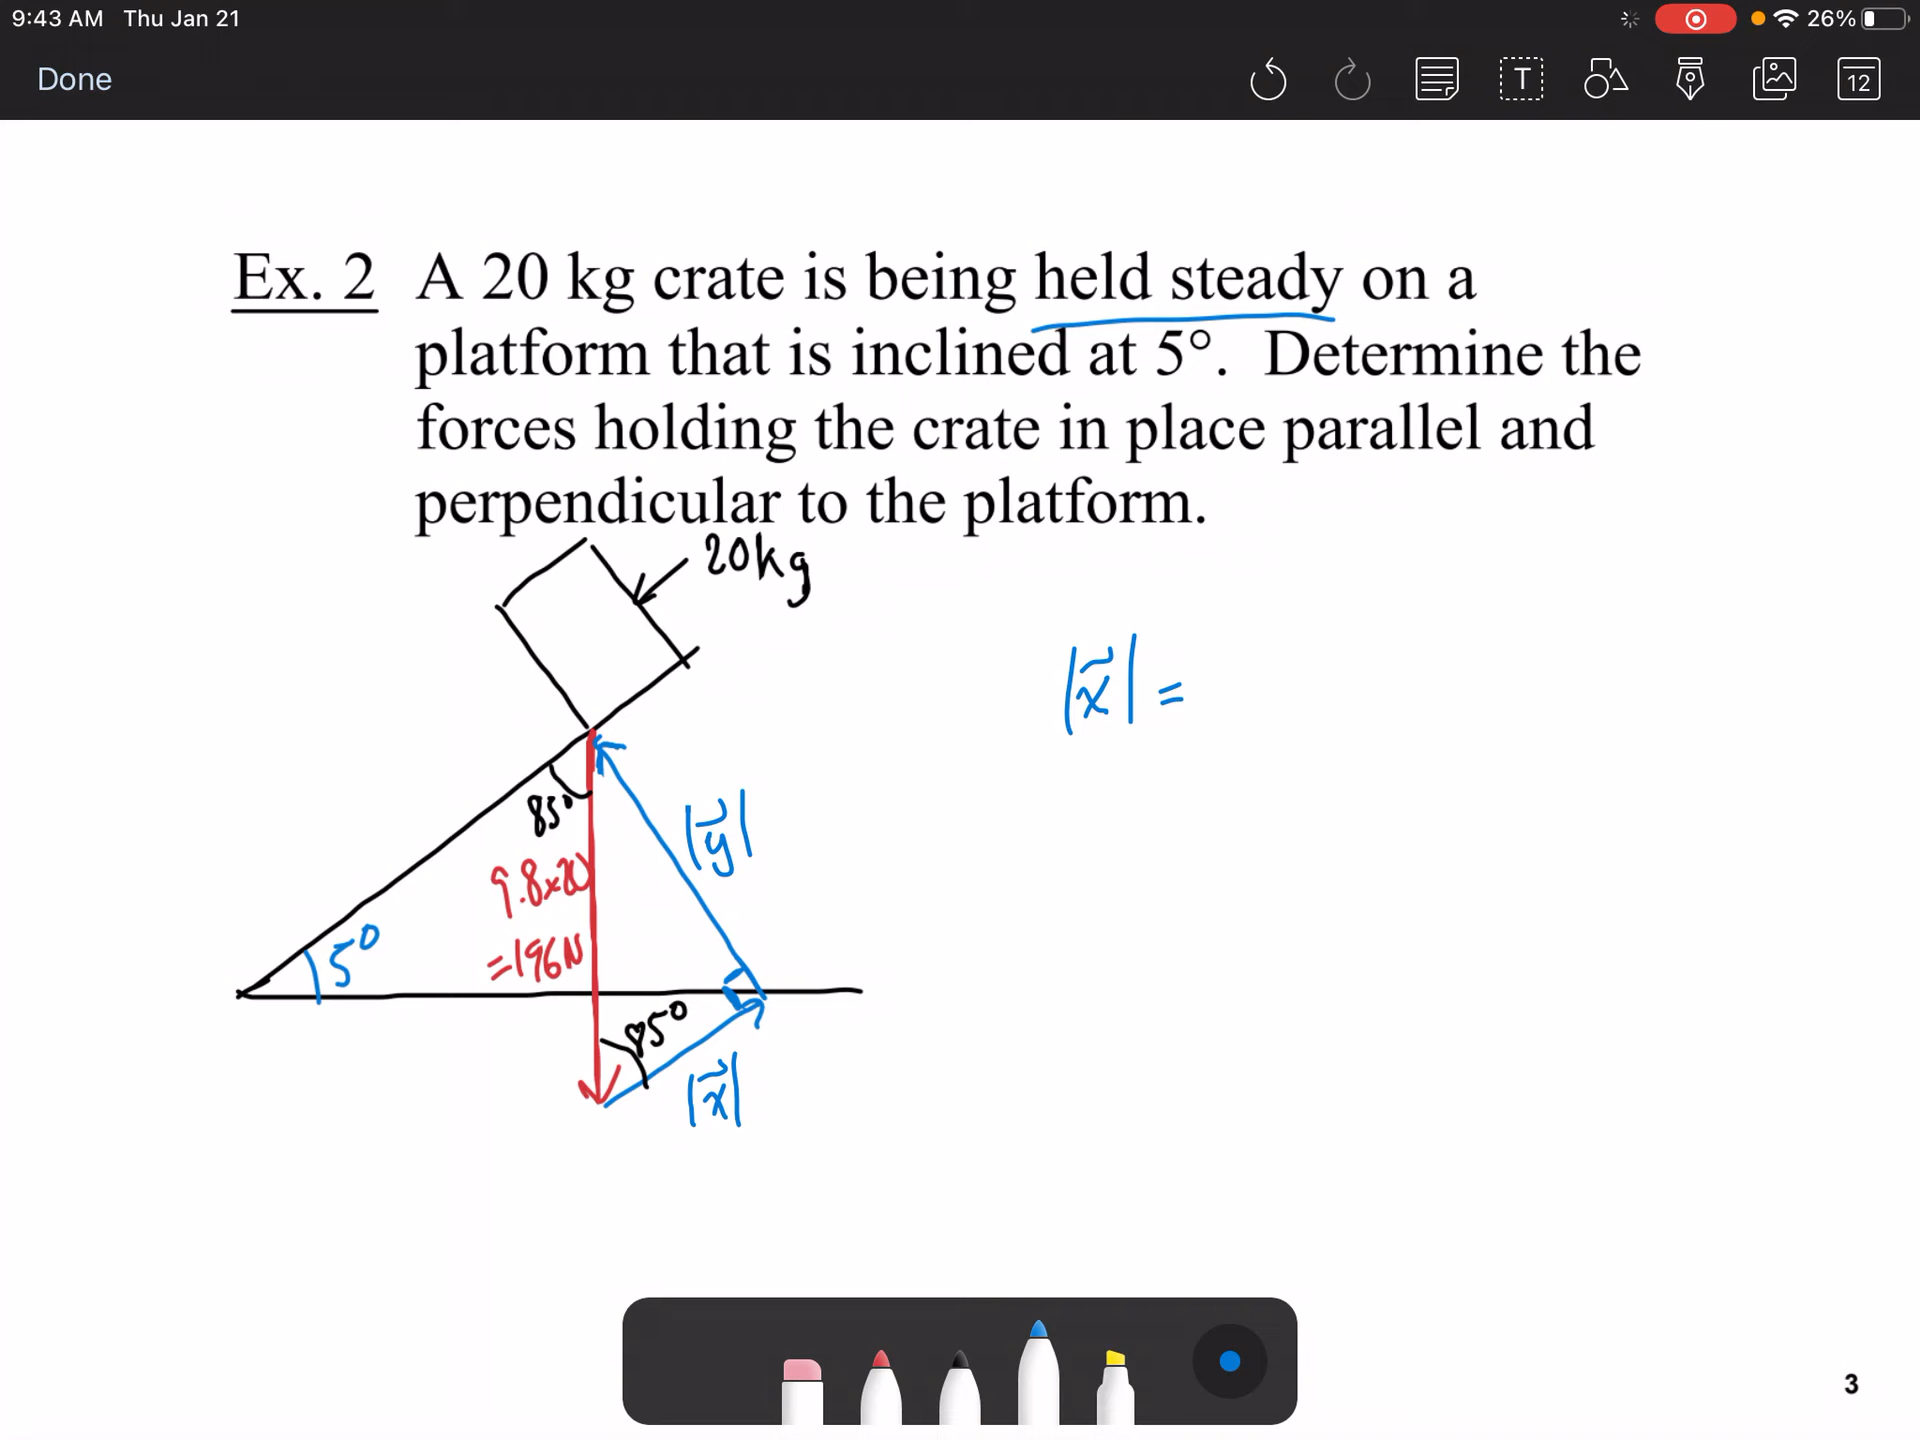 9:43 AM Thu Jan 21
26%
Done
T
12
Ex. 2 A 20 kg crate is being held steady on a
platform that is inclined at 5°. Determine the
forces holding the crate in place parallel and
perpendicular to the platform.
20kg
|x̃| =
85°
|ỹ|
9.8×20
=196N
5°
85°
|x̃|
3